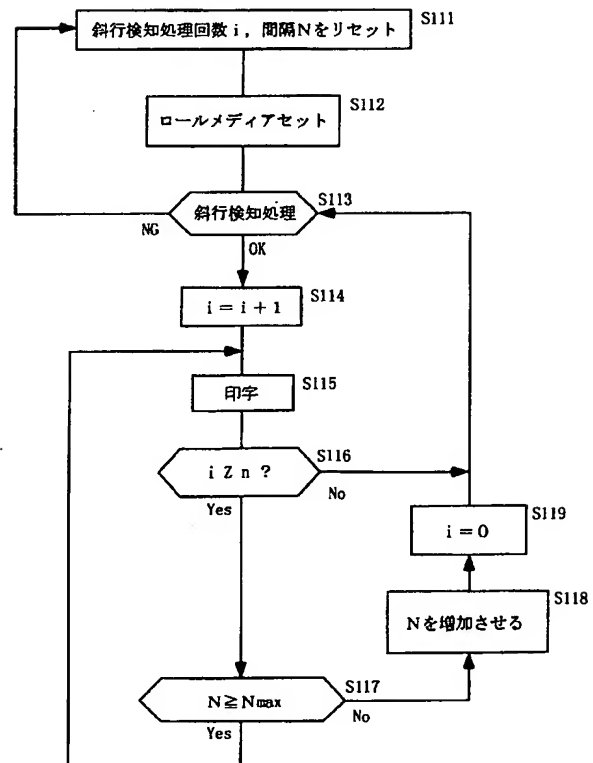 斜行検知処理回数i,間隔Nをリセット
S111
ロールメディアセット
S112
斜行検知処理
S113
NG
OK
i=i+1
S114
印字
S115
i Z n ?
S116
Yes
No
i=0
S119
Nを増加させる
S118
N≧Nmax
S117
Yes
No